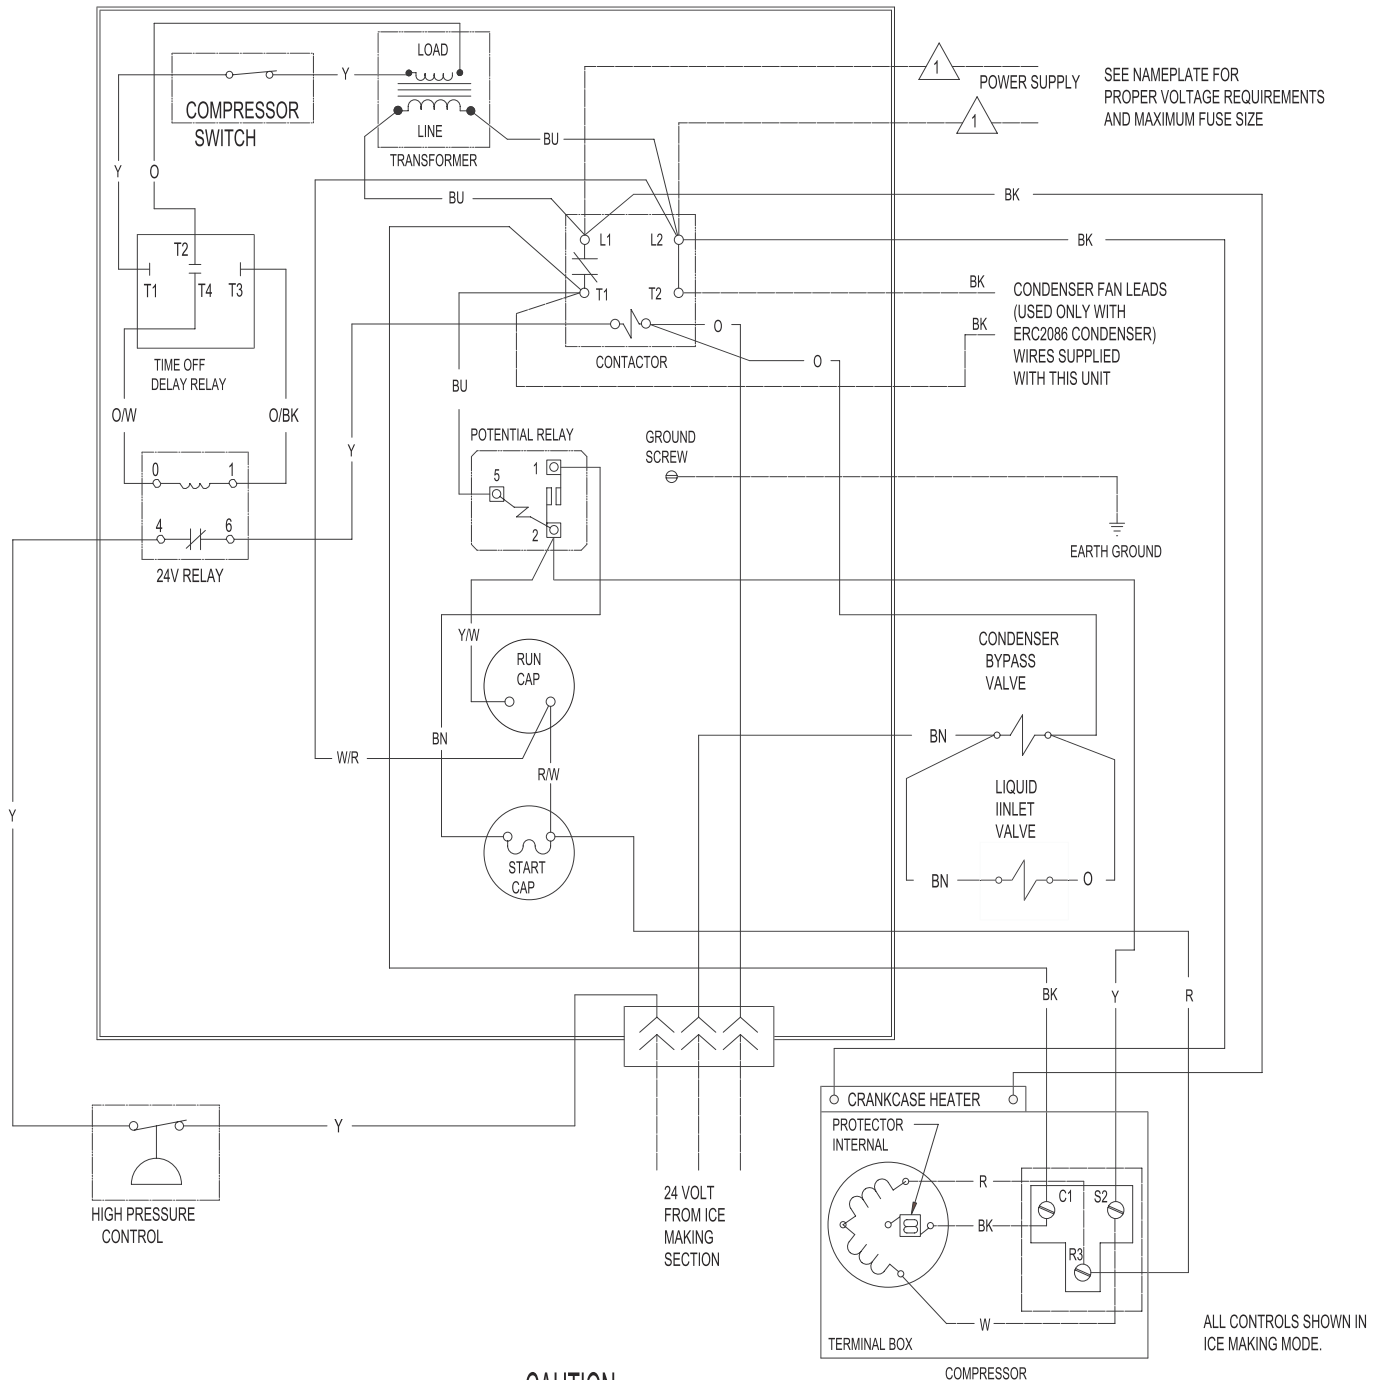 LOAD
Y
COMPRESSOR
SWITCH
LINE
TRANSFORMER
BU
1
POWER SUPPLY
1
SEE NAMEPLATE FOR
PROPER VOLTAGE REQUIREMENTS
AND MAXIMUM FUSE SIZE
Y
O
BU
BK
T2
T1
T4
T3
L1
L2
BK
T1
T2
BK
CONDENSER FAN LEADS
(USED ONLY WITH
ERC2086 CONDENSER)
WIRES SUPPLIED
WITH THIS UNIT
BK
O
O
CONTACTOR
TIME OFF
DELAY RELAY
BU
O/W
O/BK
Y
POTENTIAL RELAY
GROUND
SCREW
0
1
5
1
2
4
6
24V RELAY
EARTH GROUND
Y/W
RUN
CAP
CONDENSER
BYPASS
VALVE
BN
BN
W/R
R/W
LIQUID
IINLET
VALVE
Y
START
CAP
BN
O
BK
Y
R
CRANKCASE HEATER
PROTECTOR
INTERNAL
Y
HIGH PRESSURE
CONTROL
24 VOLT
FROM ICE
MAKING
SECTION
R
C1
S2
BK
R3
W
TERMINAL BOX
COMPRESSOR
ALL CONTROLS SHOWN IN
ICE MAKING MODE.
CAUTION